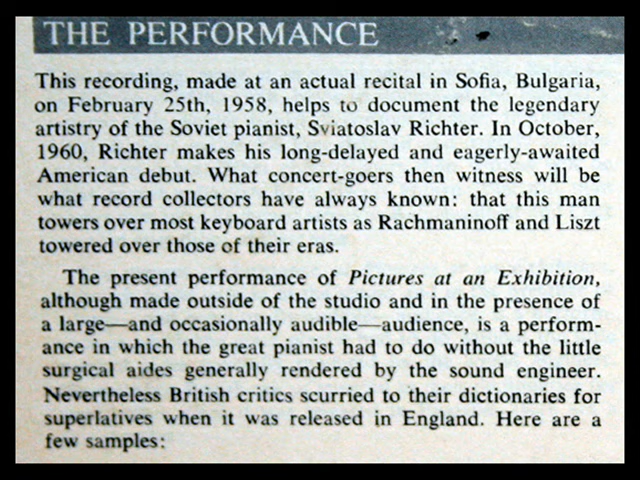 THE PERFORMANCE
This recording, made at an actual recital in Sofia, Bulgaria,
on February 25th, 1958, helps to document the legendary
artistry of the Soviet pianist, Sviatoslav Richter. In October,
1960, Richter makes his long-delayed and eagerly-awaited
American debut. What concert-goers then witness will be
what record collectors have always known: that this man
towers over most keyboard artists as Rachmaninoff and Liszt
towered over those of their eras.
The present performance of Pictures at an Exhibition,
although made outside of the studio and in the presence of
a large—and occasionally audible—audience, is a perform-
ance in which the great pianist had to do without the little
surgical aides generally rendered by the sound engineer.
Nevertheless British critics scurried to their dictionaries for
superlatives when it was released in England. Here are a
few samples: